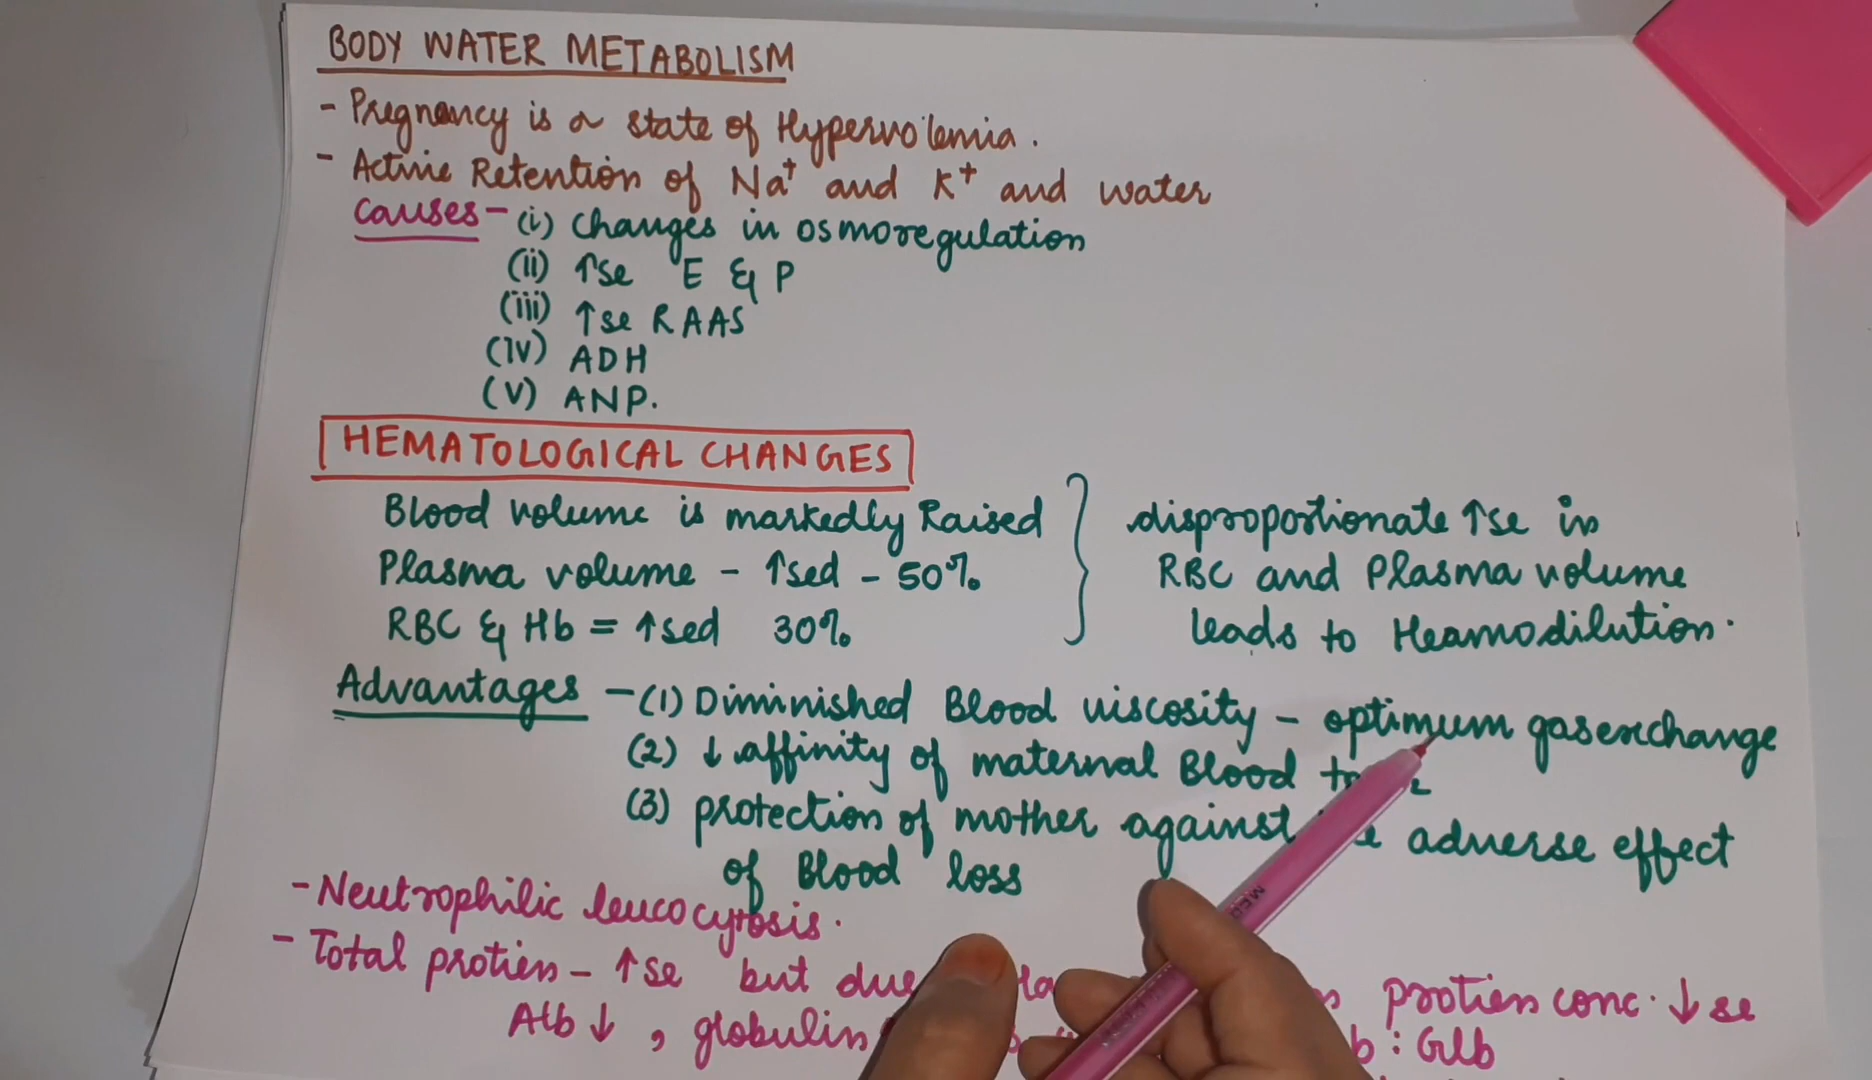 BODY WATER METABOLISM
- Pregnancy is a state of Hypervolemia.
- Active Retention of Na+ and K+ and water
Causes - (i) Changes in osmoregulation
(ii) ↑se E & P
(iii) ↑se RAAS
(iv) ADH
(v) ANP.
HEMATOLOGICAL CHANGES
Blood volume is markedly Raised
Plasma volume - ↑sed - 50%
RBC & Hb = ↑sed 30%
disproportionate ↑se in
RBC and Plasma volume
leads to Heamodilution.
Advantages - (1) Diminished Blood viscosity - optimum gasexchange
(2) ↓ affinity of maternal Blood
(3) protection of mother against adverse effect
of Blood loss
- Neutrophilic leucocytosis.
- Total protien - ↑se but due protien conc. ↓se
Alb ↓, globulin : Glb